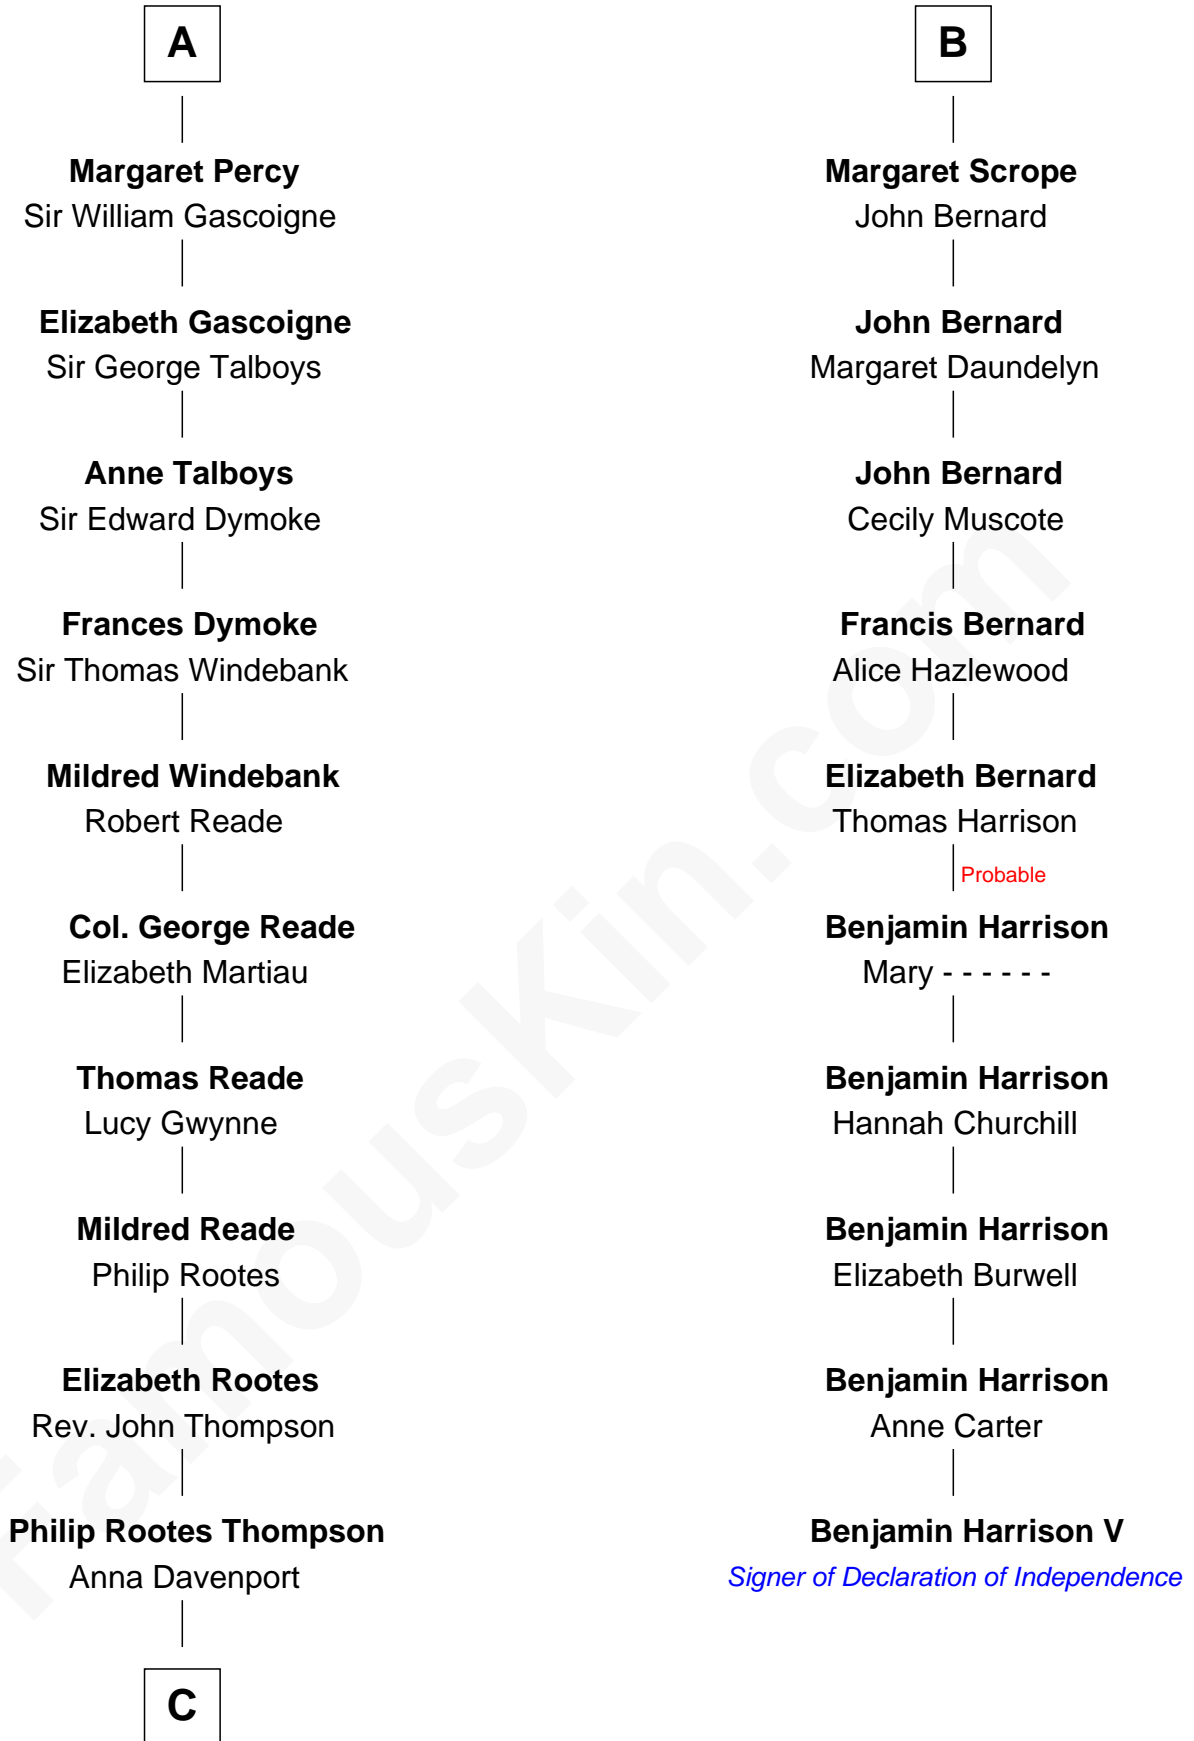 A
Margaret Percy
Sir William Gascoigne
Elizabeth Gascoigne
Sir George Talboys
Anne Talboys
Sir Edward Dymoke
Frances Dymoke
Sir Thomas Windebank
Mildred Windebank
Robert Reade
Col. George Reade
Elizabeth Martiau
Thomas Reade
Lucy Gwynne
Mildred Reade
Philip Rootes
Elizabeth Rootes
Rev. John Thompson
Philip Rootes Thompson
Anna Davenport
C
B
Margaret Scrope
John Bernard
John Bernard
Margaret Daundelyn
John Bernard
Cecily Muscote
Francis Bernard
Alice Hazlewood
Elizabeth Bernard
Thomas Harrison
Probable
Benjamin Harrison
Mary - - - - - -
Benjamin Harrison
Hannah Churchill
Benjamin Harrison
Elizabeth Burwell
Benjamin Harrison
Anne Carter
Benjamin Harrison V
Signer of Declaration of Independence
FamousKin.com